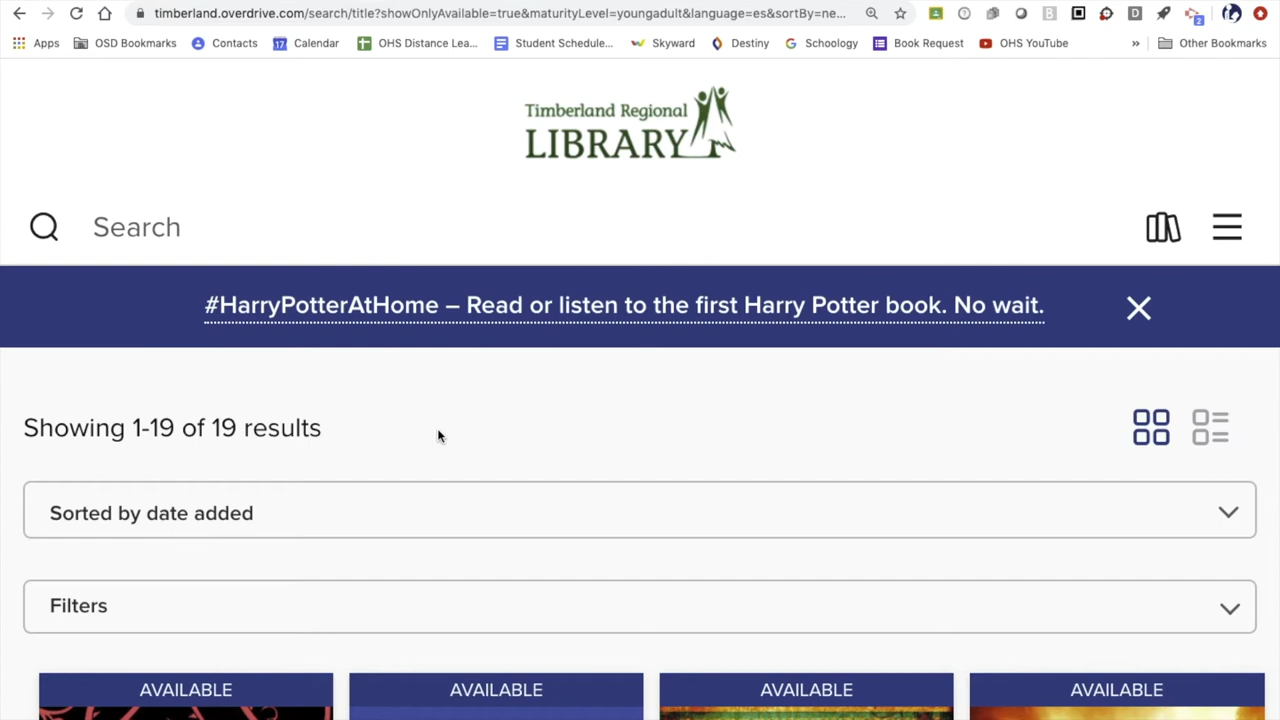 timberland.overdrive.com/search/title?showOnlyAvailable=true&maturityLevel=youngadult&language=es&sortBy=ne...
Apps OSD Bookmarks Contacts Calendar OHS Distance Lea... Student Schedule... Skyward Destiny Schoology Book Request OHS YouTube » Other Bookmarks
Timberland Regional
LIBRARY
Search
#HarryPotterAtHome – Read or listen to the first Harry Potter book. No wait.
Showing 1-19 of 19 results
Sorted by date added
Filters
AVAILABLE AVAILABLE AVAILABLE AVAILABLE